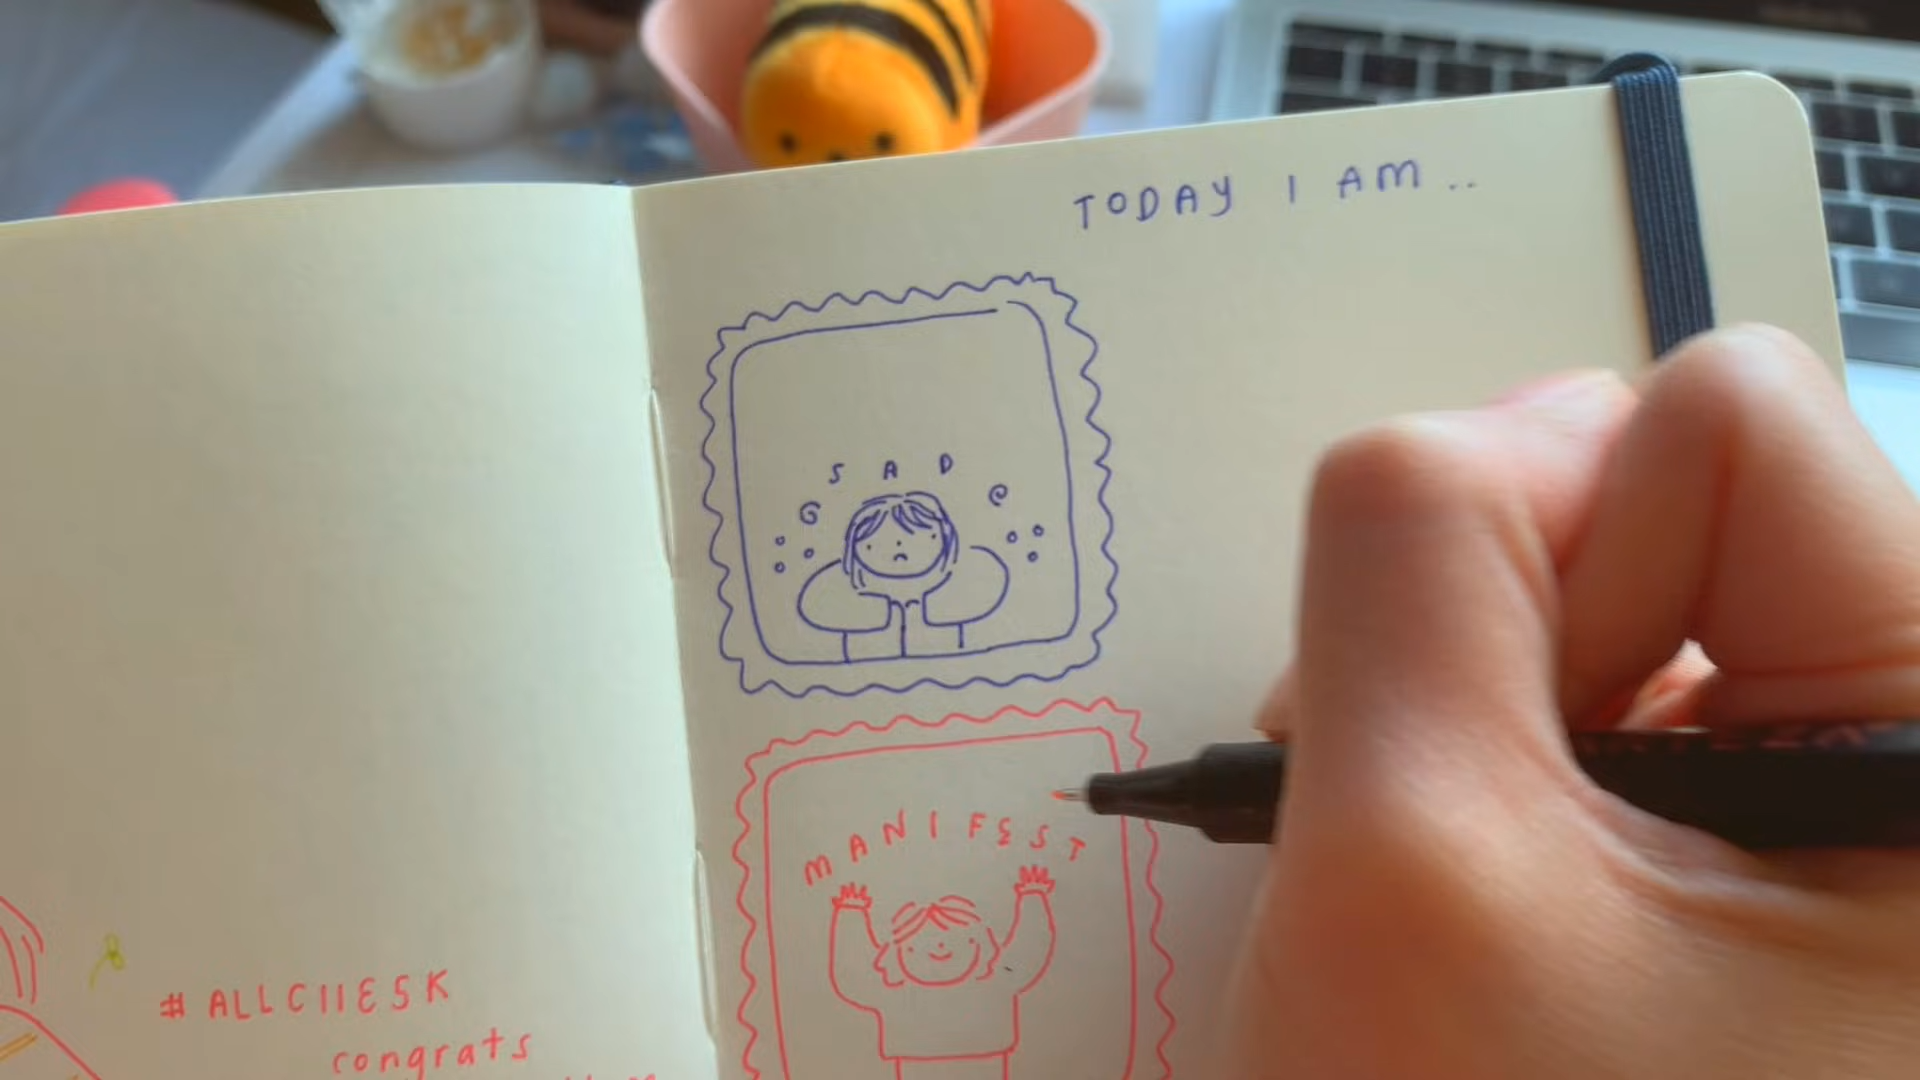 TODAY I AM ..
SAD
MANIFEST
#ALLCIIESK
congrats